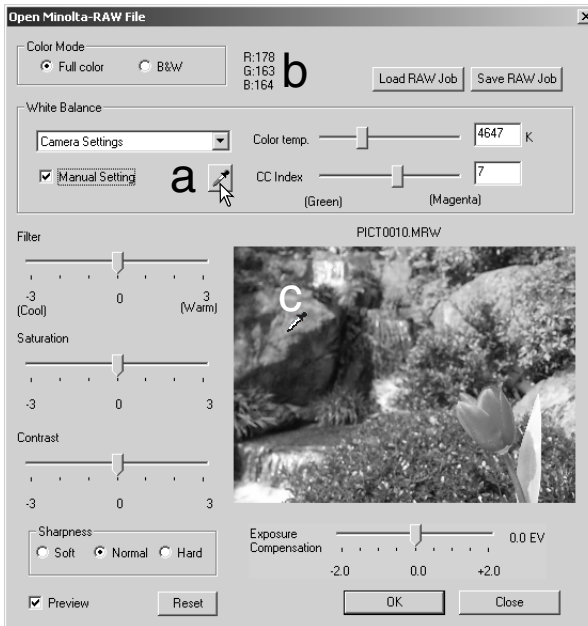 Open Minolta-RAW File
Color Mode
Full color B&W
R:178
G:163
B:164
b
Load RAW Job Save RAW Job
White Balance
Camera Settings
Color temp. 4647 K
Manual Setting
a
CC Index 7
(Green) (Magenta)
Filter
-3 0 3
(Cool) (Warm)
Saturation
-3 0 3
Contrast
-3 0 3
PICT0010.MRW
c
Sharpness
Soft Normal Hard
Exposure
Compensation
0.0 EV
-2.0 0.0 +2.0
Preview Reset OK Close